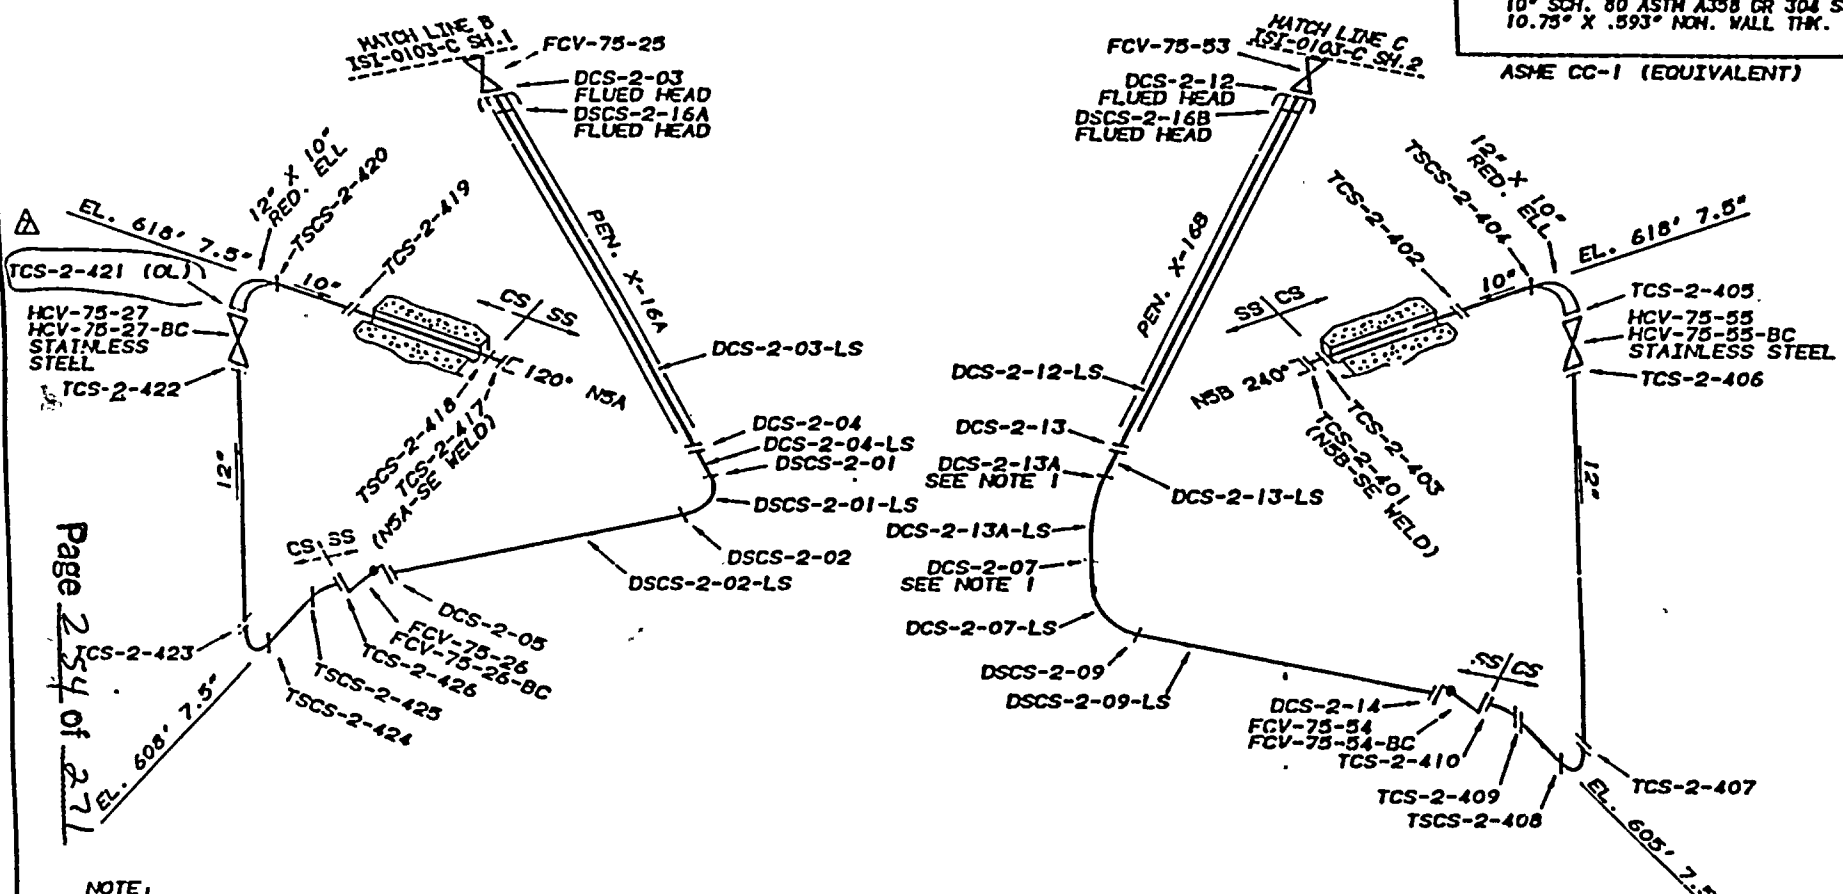 10" SCH. 80 ASTM A358 GR 304 S
10.75" X .593" NOM. WALL THK.
ASME CC-1 (EQUIVALENT)
MATCH LINE B
ISI-0103-C SH.1
FCV-75-25
DCS-2-03
FLUED HEAD
DSCS-2-16A
FLUED HEAD
12" X 10"
RED. ELL
TSCS-2-420
TCS-2-419
EL. 618' 7.5"
2
TCS-2-421 (OL)
10"
PEN. X-16A
CS SS
HCV-75-27
HCV-75-27-BC
STAINLESS
STEEL
TCS-2-422
120° N5A
DCS-2-03-LS
TSCS-2-418
TCS-2-417
(N5A-SE WELD)
DCS-2-04
DCS-2-04-LS
DSCS-2-01
DSCS-2-01-LS
DSCS-2-02
DSCS-2-02-LS
12"
CS SS
DCS-2-05
FCV-75-26
FCV-75-26-BC
TCS-2-426
TSCS-2-425
TSCS-2-424
TCS-2-423
EL. 608' 7.5"
Page 254 of 271
NOTE:
MATCH LINE C
ISI-0103-C SH.2
FCV-75-53
DCS-2-12
FLUED HEAD
DSCS-2-16B
FLUED HEAD
PEN. X-16B
TCS-2-402
TSCS-2-404
12" X 10"
RED. ELL
EL. 618' 7.5"
10"
SS CS
TCS-2-405
HCV-75-55
HCV-75-55-BC
STAINLESS STEEL
TCS-2-406
N5B 240°
TCS-2-403
TCS-2-401
(N5B-SE WELD)
DCS-2-12-LS
DCS-2-13
DCS-2-13A
SEE NOTE 1
DCS-2-13-LS
DCS-2-13A-LS
DCS-2-07
SEE NOTE 1
DCS-2-07-LS
DSCS-2-09
DSCS-2-09-LS
12"
SS CS
DCS-2-14
FCV-75-54
FCV-75-54-BC
TCS-2-410
TCS-2-409
TSCS-2-408
TCS-2-407
EL. 605' 7.5"